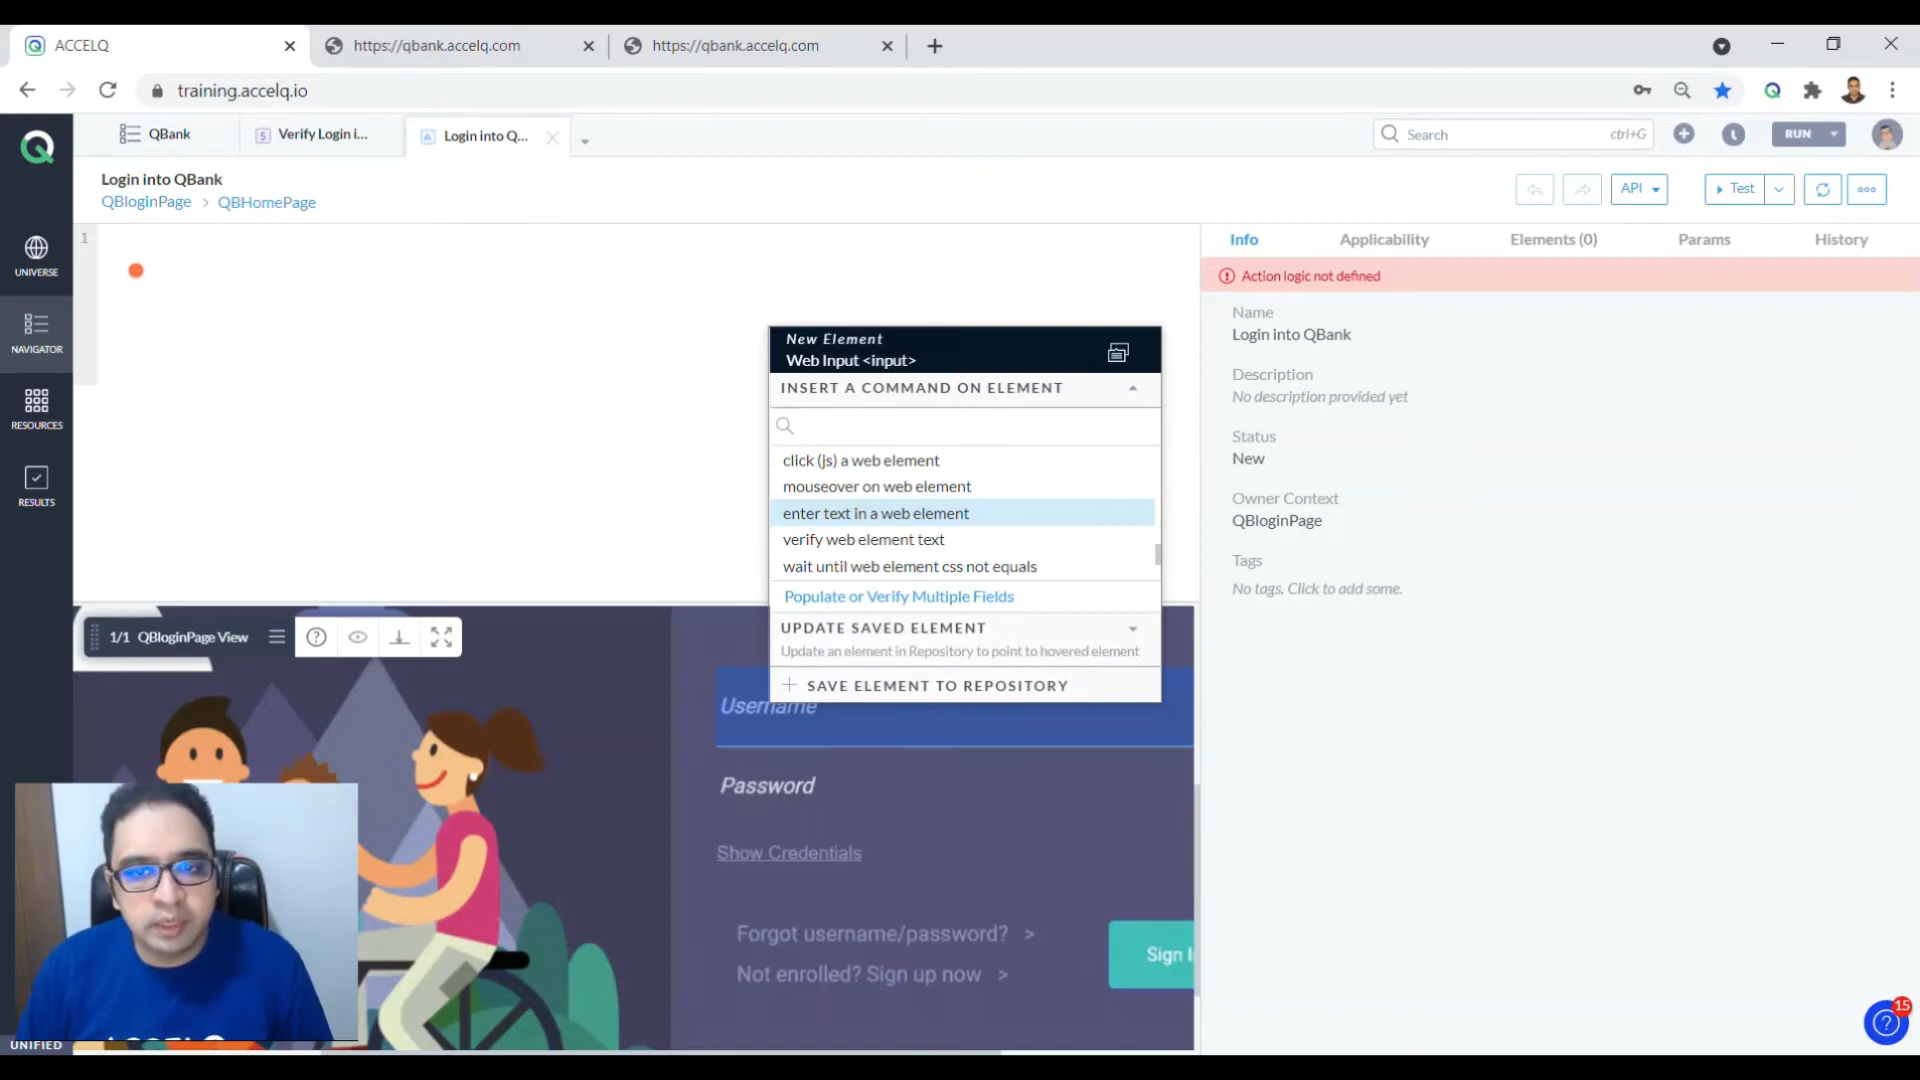 ACCELQ
https://qbank.accelq.com
https://qbank.accelq.com
training.accelq.io
QBank
Verify Login i...
Login into Q...
Search
ctrl+G
RUN
Login into QBank
QBloginPage > QBHomePage
API
Test
1
UNIVERSE
NAVIGATOR
RESOURCES
RESULTS
UNIFIED
New Element
Web Input <input>
INSERT A COMMAND ON ELEMENT
click (js) a web element
mouseover on web element
enter text in a web element
verify web element text
wait until web element css not equals
Populate or Verify Multiple Fields
UPDATE SAVED ELEMENT
Update an element in Repository to point to hovered element
SAVE ELEMENT TO REPOSITORY
1/1 QBloginPage View
Username
Password
Show Credentials
Forgot username/password? >
Not enrolled? Sign up now >
Sign I
Info
Applicability
Elements (0)
Params
History
Action logic not defined
Name
Login into QBank
Description
No description provided yet
Status
New
Owner Context
QBloginPage
Tags
No tags. Click to add some.
15